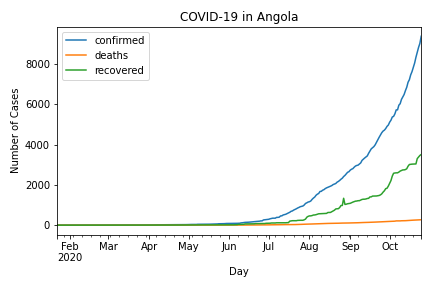 COVID-19 in Angola
confirmed
deaths
recovered
Number of Cases
8000
6000
4000
2000
0
Feb Mar Apr May Jun Jul Aug Sep Oct
2020
Day